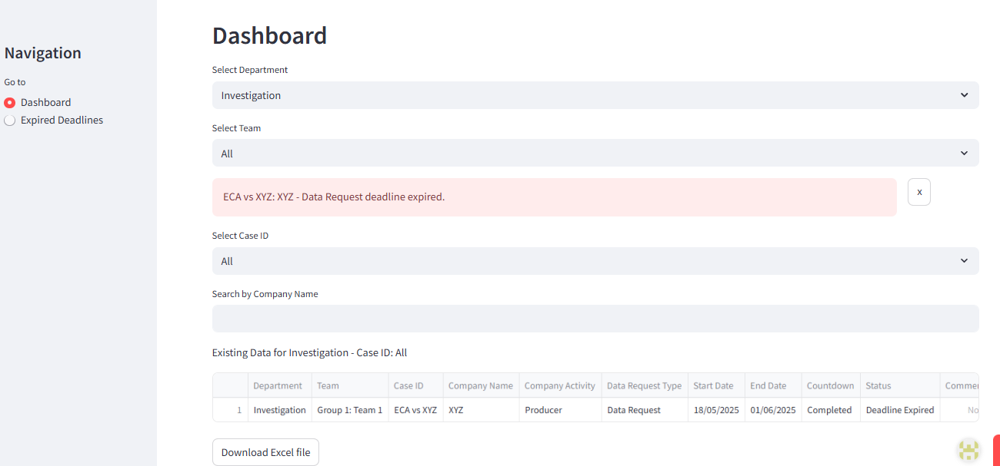 Navigation
Go to
Dashboard
Expired Deadlines
Dashboard
Select Department
Investigation
Select Team
All
ECA vs XYZ: XYZ - Data Request deadline expired.
x
Select Case ID
All
Search by Company Name
Existing Data for Investigation - Case ID: All
Department Team Case ID Company Name Company Activity Data Request Type Start Date End Date Countdown Status Commen
1 Investigation Group 1: Team 1 ECA vs XYZ XYZ Producer Data Request 18/05/2025 01/06/2025 Completed Deadline Expired No
Download Excel file